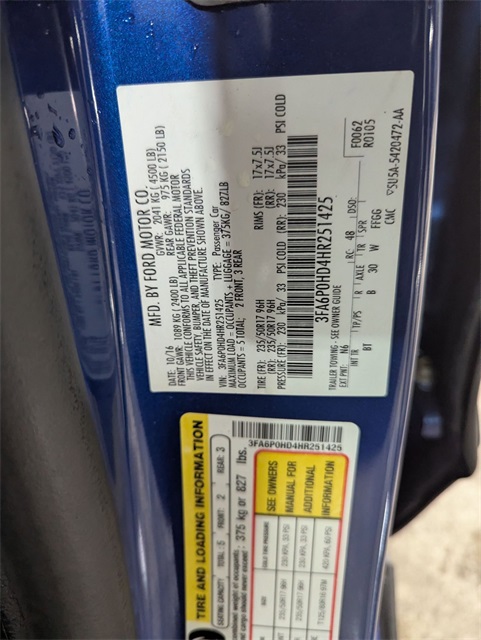 MFD. BY FORD MOTOR CO.
DATE: 10/16 GVWR: 2041 KG ( 4500 LB)
FRONT GAWR: 1089 KG ( 2400 LB) REAR GAWR: 975 KG ( 2150 LB)
THIS VEHICLE CONFORMS TO ALL APPLICABLE FEDERAL MOTOR
VEHICLE SAFETY, BUMPER, AND THEFT PREVENTION STANDARDS
IN EFFECT ON THE DATE OF MANUFACTURE SHOWN ABOVE.
VIN: 3FA6P0HD4HR251425 TYPE: Passenger Car
MAXIMUM LOAD = OCCUPANTS + LUGGAGE = 375KG/ 827LB
OCCUPANTS = 5 TOTAL: 2 FRONT, 3 REAR
TIRE (FR): 235/50R17 96H RIMS (FR): 17x7.5J
(RR): 235/50R17 96H (RR): 17x7.5J
PRESSURE (FR): 230 kPa/ 33 PSI COLD (RR): 230 kPa/ 33 PSI COLD
3FA6P0HD4HR251425
TRAILER TOWING - SEE OWNER GUIDE
F0062
R0105
EXT PNT: N6 RC: 48 DSO:
INT TR TP/PS R AXLE TR SPR
BT B 30 W FFGG
CMC
SU5A-5420472-AA
TIRE AND LOADING INFORMATION
TOTAL: 5 FRONT: 2 REAR: 3
375 kg or 827 lbs.
3FA6P0HD4HR251425
SEE OWNERS
MANUAL FOR
ADDITIONAL
INFORMATION